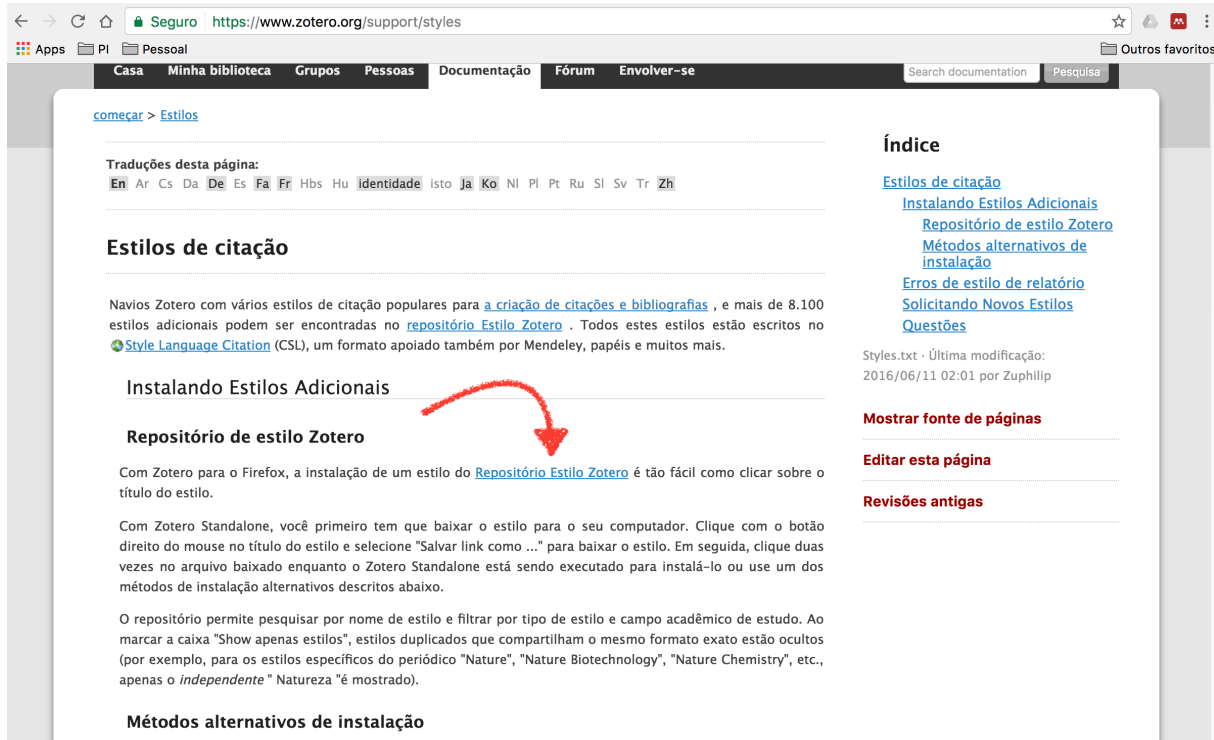 Seguro https://www.zotero.org/support/styles
Apps PI Pessoal Outros favoritos
Casa Minha biblioteca Grupos Pessoas Documentação Fórum Envolver-se Search documentation Pesquisa
começar > Estilos
Traduções desta página:
En Ar Cs Da De Es Fa Fr Hbs Hu identidade isto Ja Ko Nl Pl Pt Ru Sl Sv Tr Zh
Estilos de citação
Navios Zotero com vários estilos de citação populares para a criação de citações e bibliografias , e mais de 8.100
estilos adicionais podem ser encontradas no repositório Estilo Zotero . Todos estes estilos estão escritos no
Style Language Citation (CSL), um formato apoiado também por Mendeley, papéis e muitos mais.
Instalando Estilos Adicionais
Repositório de estilo Zotero
Com Zotero para o Firefox, a instalação de um estilo do Repositório Estilo Zotero é tão fácil como clicar sobre o
título do estilo.
Com Zotero Standalone, você primeiro tem que baixar o estilo para o seu computador. Clique com o botão
direito do mouse no título do estilo e selecione "Salvar link como ..." para baixar o estilo. Em seguida, clique duas
vezes no arquivo baixado enquanto o Zotero Standalone está sendo executado para instalá-lo ou use um dos
métodos de instalação alternativos descritos abaixo.
O repositório permite pesquisar por nome de estilo e filtrar por tipo de estilo e campo acadêmico de estudo. Ao
marcar a caixa "Show apenas estilos", estilos duplicados que compartilham o mesmo formato exato estão ocultos
(por exemplo, para os estilos específicos do periódico "Nature", "Nature Biotechnology", "Nature Chemistry", etc.,
apenas o independente " Natureza "é mostrado).
Métodos alternativos de instalação
Índice
Estilos de citação
Instalando Estilos Adicionais
Repositório de estilo Zotero
Métodos alternativos de
instalação
Erros de estilo de relatório
Solicitando Novos Estilos
Questões
Styles.txt · Última modificação:
2016/06/11 02:01 por Zuphilip
Mostrar fonte de páginas
Editar esta página
Revisões antigas